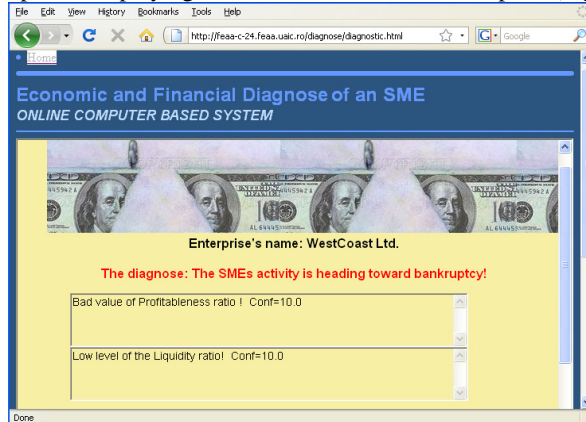 File Edit View History Bookmarks Tools Help
http://feaa-c-24.feaa.uaic.ro/diagnose/diagnostic.html
G Google
Home
Economic and Financial Diagnose of an SME
ONLINE COMPUTER BASED SYSTEM
Enterprise's name: WestCoast Ltd.
The diagnose: The SMEs activity is heading toward bankruptcy!
Bad value of Profitableness ratio ! Conf=10.0
Low level of the Liquidity ratio! Conf=10.0
Done